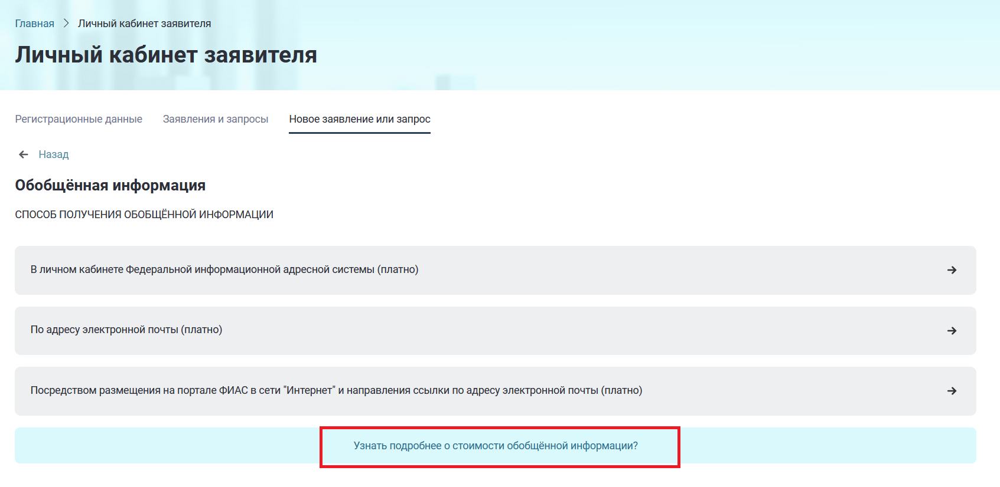 Главная > Личный кабинет заявителя
Личный кабинет заявителя
Регистрационные данные Заявления и запросы Новое заявление или запрос
Назад
Обобщённая информация
СПОСОБ ПОЛУЧЕНИЯ ОБОБЩЁННОЙ ИНФОРМАЦИИ
В личном кабинете Федеральной информационной адресной системы (платно)
По адресу электронной почты (платно)
Посредством размещения на портале ФИАС в сети "Интернет" и направления ссылки по адресу электронной почты (платно)
Узнать подробнее о стоимости обобщённой информации?